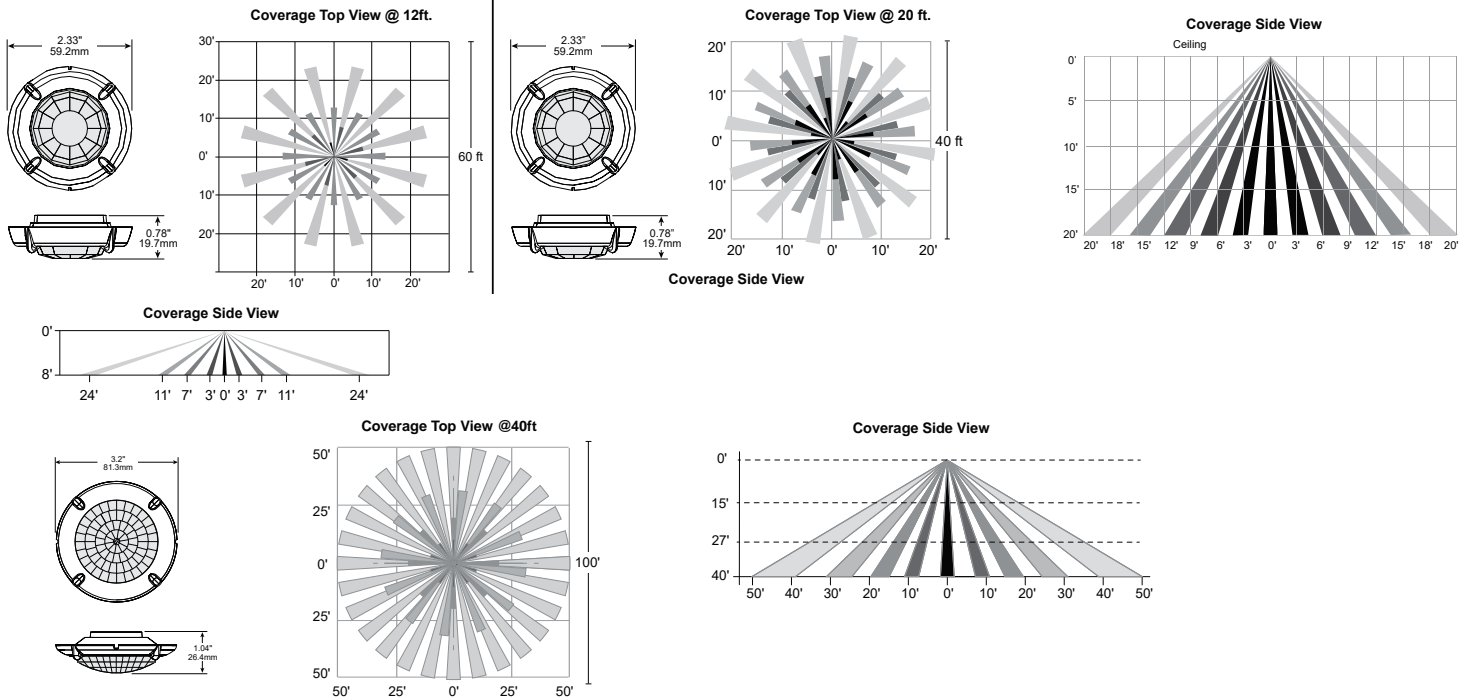 Coverage Top View @ 12ft.
2.33"
59.2mm
30'
20'
10'
0'
10'
20'
60 ft
20' 10' 0' 10' 20'
0.78"
19.7mm
Coverage Top View @ 20 ft.
2.33"
59.2mm
20'
10'
0'
10'
20'
40 ft
20' 10' 0' 10' 20'
0.78"
19.7mm
Coverage Side View
Coverage Side View
Ceiling
0'
5'
10'
15'
20'
20' 18' 15' 12' 9' 6' 3' 0' 3' 6' 9' 12' 15' 18' 20'
Coverage Side View
0'
8'
24' 11' 7' 3' 0' 3' 7' 11' 24'
3.2"
81.3mm
1.04"
26.4mm
Coverage Top View @40ft
50'
25'
0'
25'
50'
100'
50' 25' 0' 25' 50'
Coverage Side View
0'
15'
27'
40'
50' 40' 30' 20' 10' 0' 10' 20' 30' 40' 50'